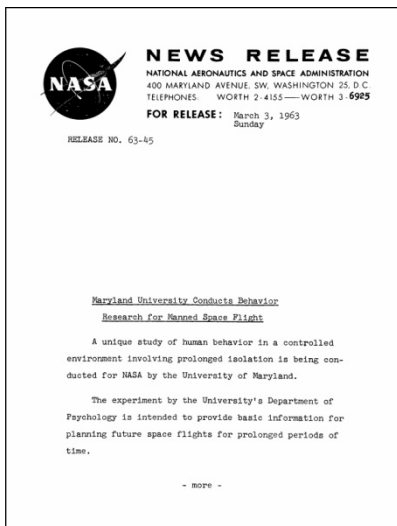 NASA
NEWS RELEASE
NATIONAL AERONAUTICS AND SPACE ADMINISTRATION
400 MARYLAND AVENUE, SW, WASHINGTON 25, D.C.
TELEPHONES: WORTH 2-4155——WORTH 3-6925
FOR RELEASE: March 3, 1963
Sunday
RELEASE NO. 63-45
Maryland University Conducts Behavior
Research for Manned Space Flight
A unique study of human behavior in a controlled
environment involving prolonged isolation is being con-
ducted for NASA by the University of Maryland.
The experiment by the University's Department of
Psychology is intended to provide basic information for
planning future space flights for prolonged periods of
time.
- more -